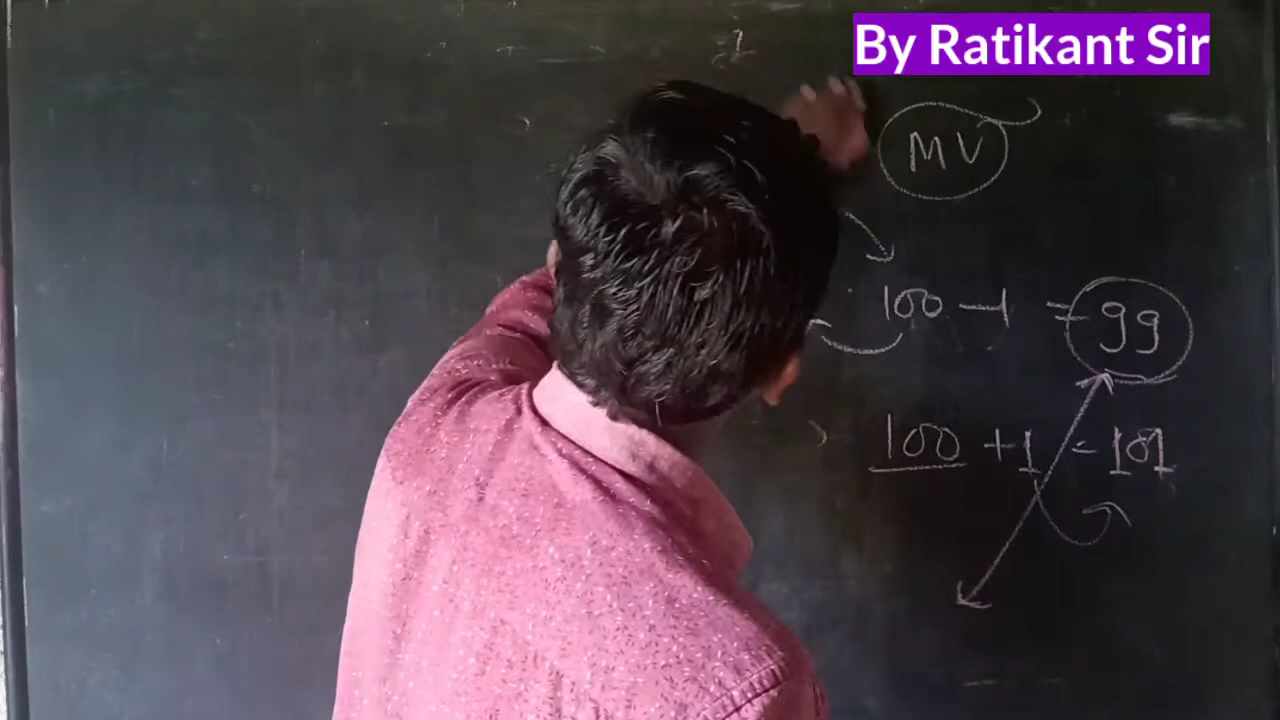 By Ratikant Sir
MV
100 - 1 = 99
100 + 1 = 101